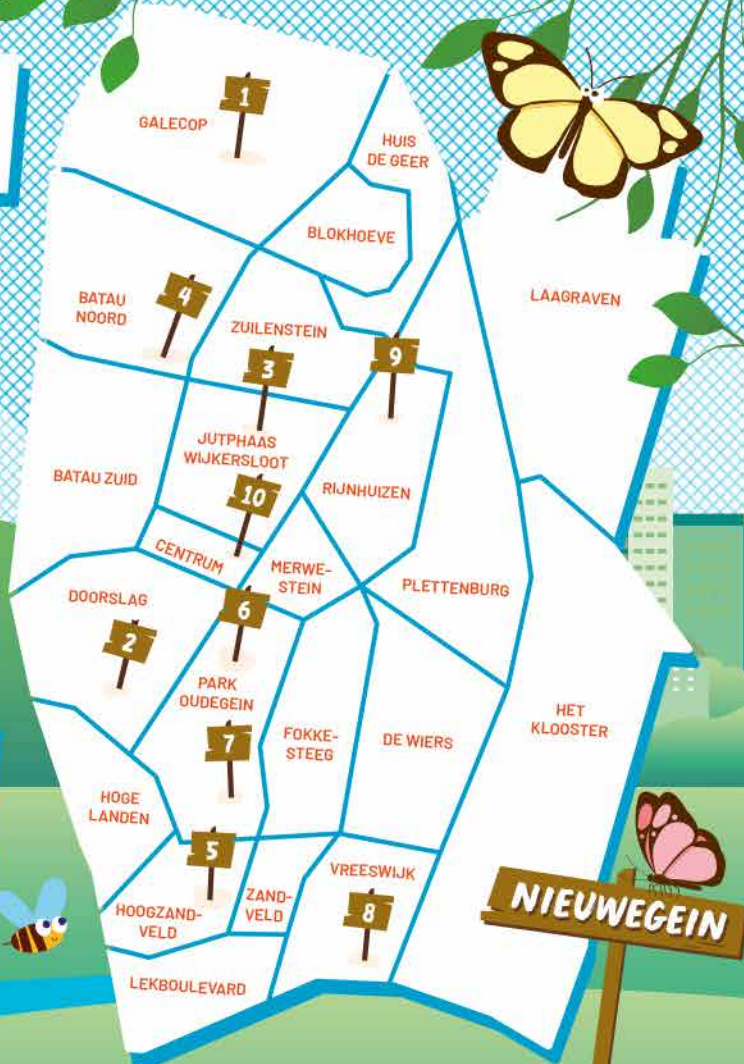 1
GALECOP
HUIS
DE GEER
BLOKHOEVE
LAAGRAVEN
BATAU
NOORD
4
ZUILENSTEIN
3
9
JUTPHAAS
WIJKERSLOOT
BATAU ZUID
10
RIJNHUIZEN
CENTRUM
MERWE-
STEIN
PLETTENBURG
DOORSLAG
6
2
PARK
OUDEGEIN
7
FOKKE-
STEEG
DE WIERS
HET
KLOOSTER
HOGE
LANDEN
5
VREESWIJK
8
HOOGZAND-
VELD
ZAND-
VELD
NIEUWEGEIN
LEKBOULEVARD